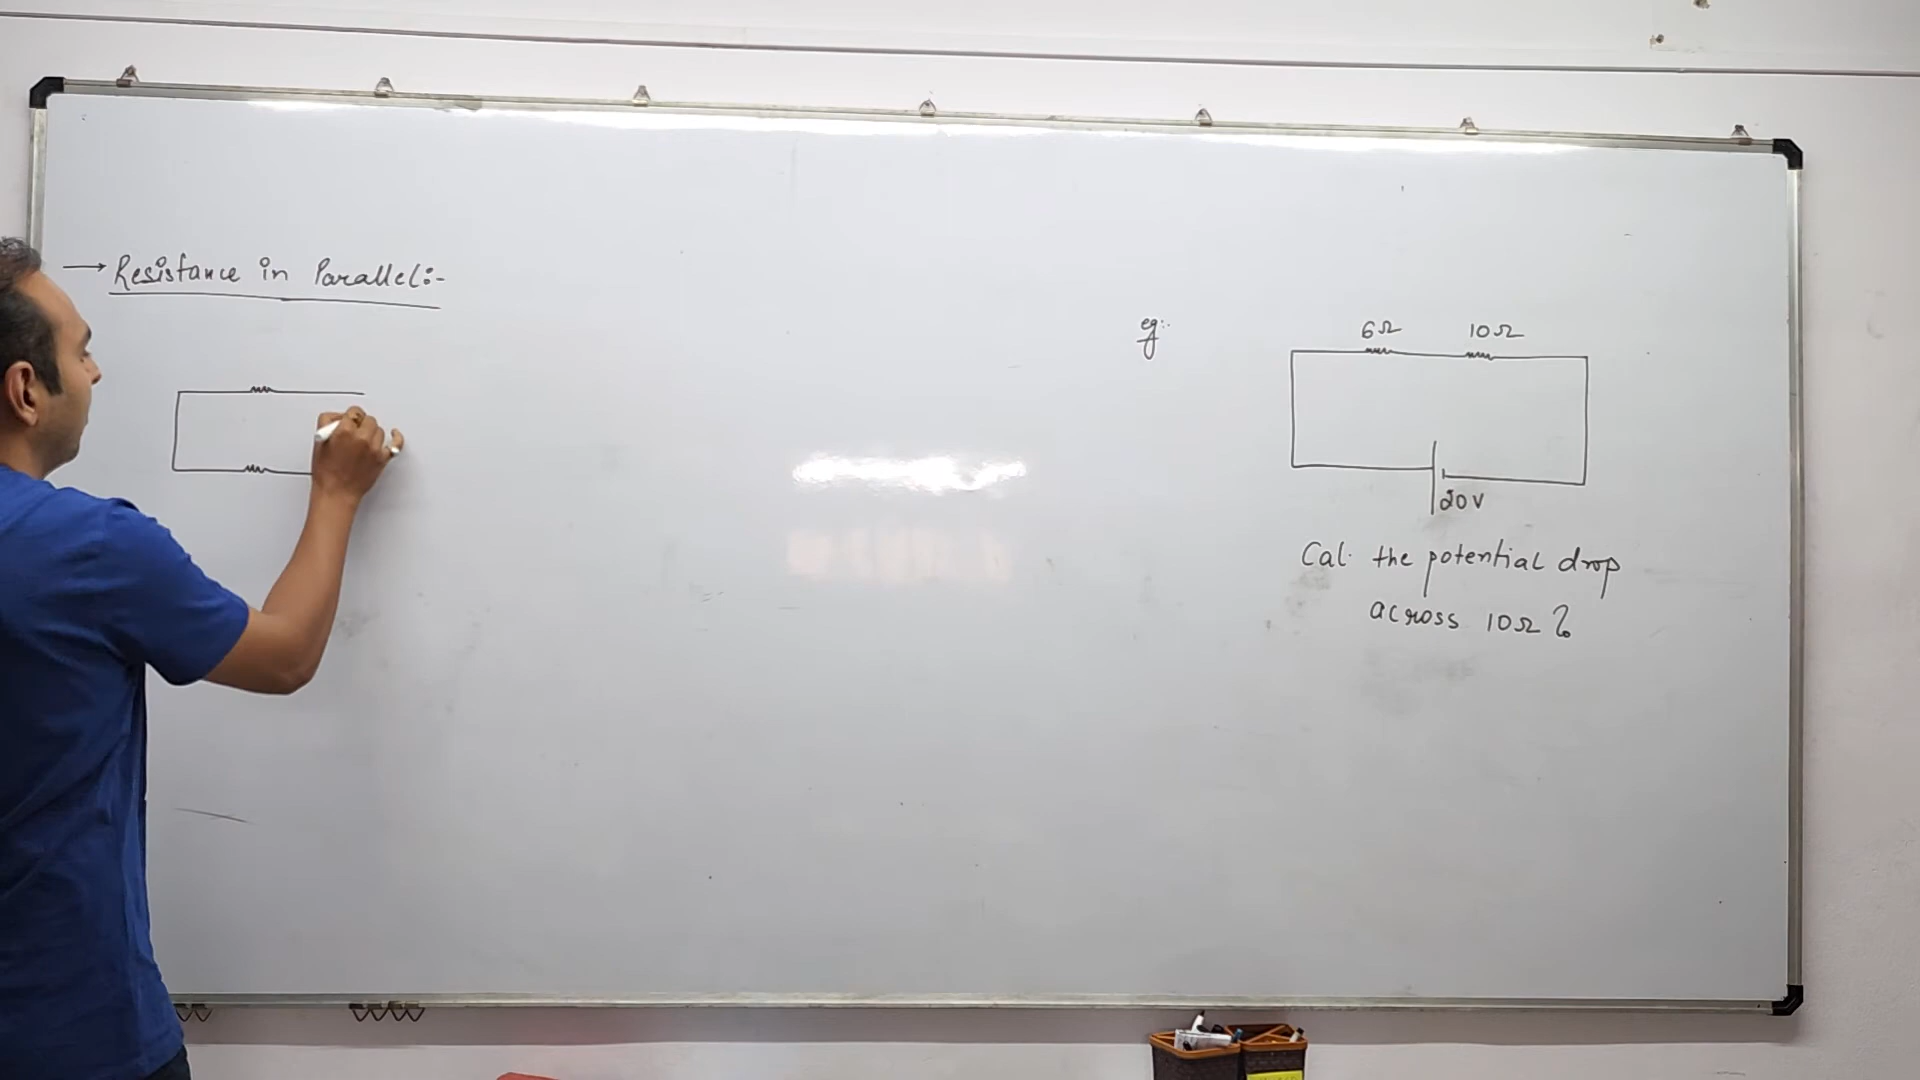 → Resistance in Parallel:-
eg:-
6Ω 10Ω
20V
Cal. the potential drop
across 10Ω ?